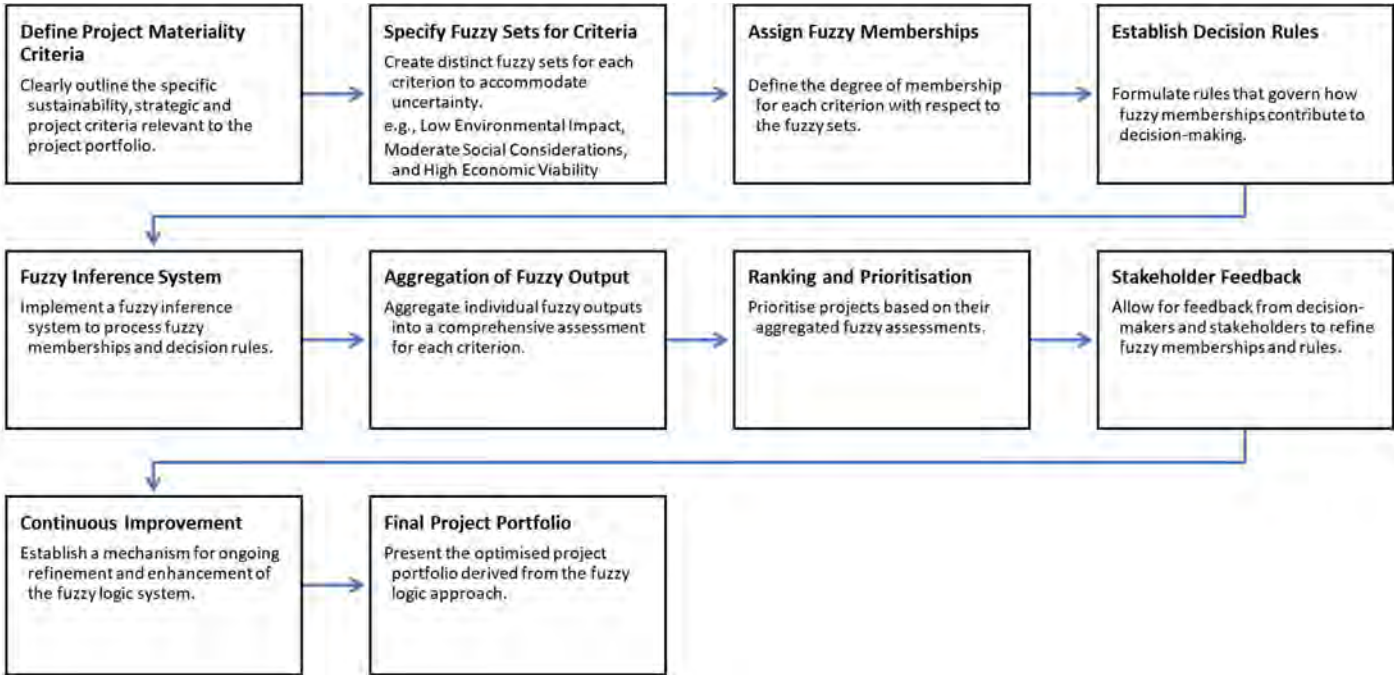 Define Project Materiality
Criteria
Clearly outline the specific
sustainability, strategic and
project criteria relevant to the
project portfolio.
Specify Fuzzy Sets for Criteria
Create distinct fuzzy sets for each
criterion to accommodate
uncertainty.
e.g., Low Environmental Impact,
Moderate Social Considerations,
and High Economic Viability
Assign Fuzzy Memberships
Define the degree of membership
for each criterion with respect to
the fuzzy sets.
Establish Decision Rules
Formulate rules that govern how
fuzzy memberships contribute to
decision-making.
Fuzzy Inference System
Implement a fuzzy inference
system to process fuzzy
memberships and decision rules.
Aggregation of Fuzzy Output
Aggregate individual fuzzy outputs
into a comprehensive assessment
for each criterion.
Ranking and Prioritisation
Prioritise projects based on their
aggregated fuzzy assessments.
Stakeholder Feedback
Allow for feedback from decision-
makers and stakeholders to refine
fuzzy memberships and rules.
Continuous Improvement
Establish a mechanism for ongoing
refinement and enhancement of
the fuzzy logic system.
Final Project Portfolio
Present the optimised project
portfolio derived from the fuzzy
logic approach.